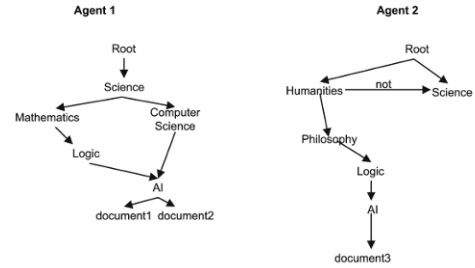 Agent 1
Agent 2
Root
Science
Mathematics
Computer
Science
Logic
AI
document1 document2
Root
Humanities
not
Science
Philosophy
Logic
AI
document3